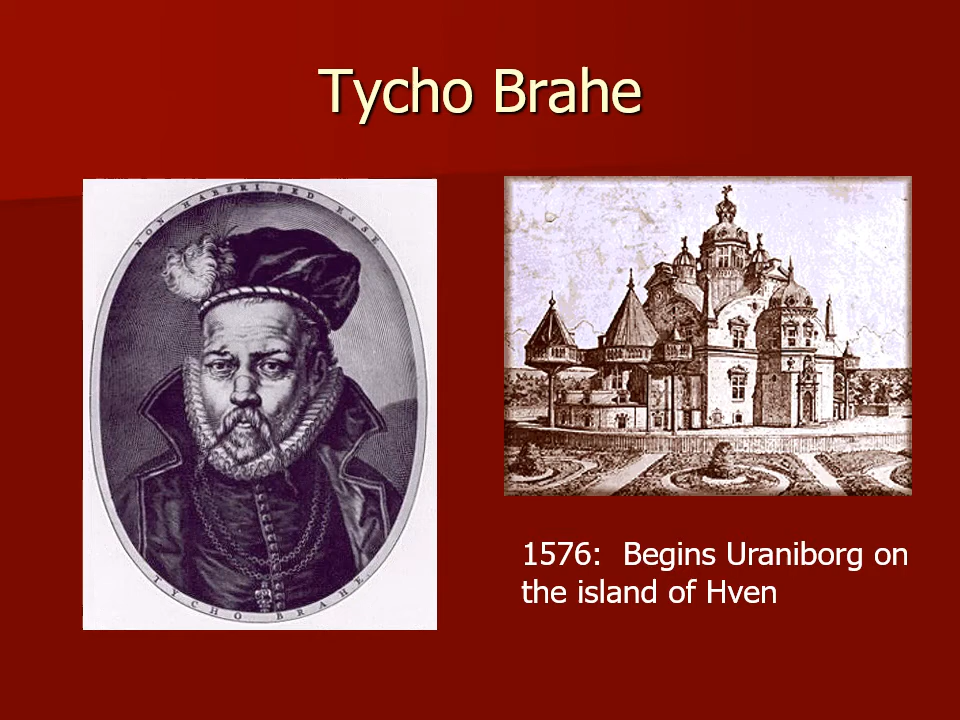 Tycho Brahe
NON HABERI SED ESSE
TYCHO BRAHE
1576:  Begins Uraniborg on
the island of Hven